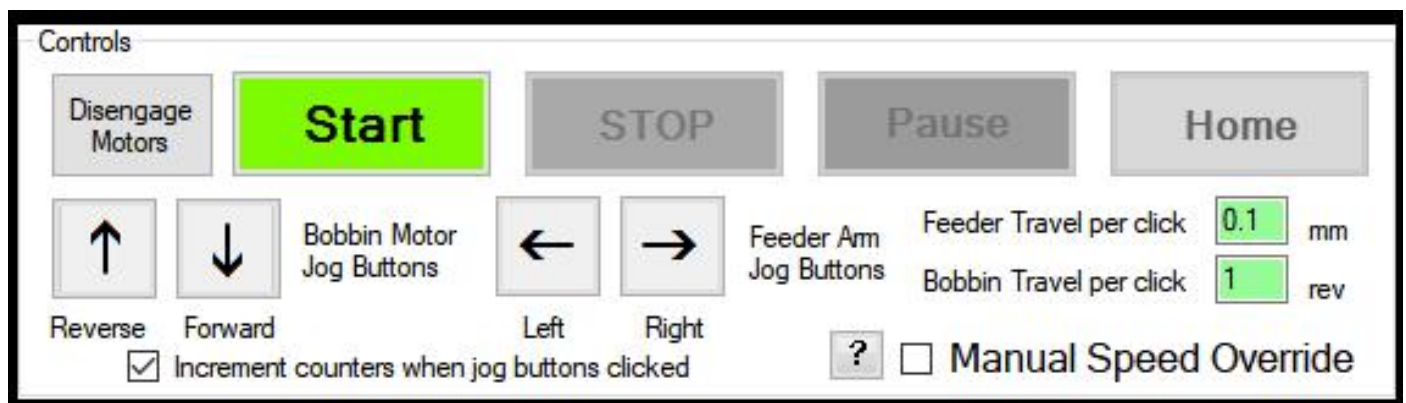 Controls
Disengage
Motors
Start
STOP
Pause
Home
Bobbin Motor
Jog Buttons
Feeder Arm
Jog Buttons
Feeder Travel per click 0.1 mm
Bobbin Travel per click 1 rev
Reverse
Forward
Left
Right
Increment counters when jog buttons clicked
? Manual Speed Override